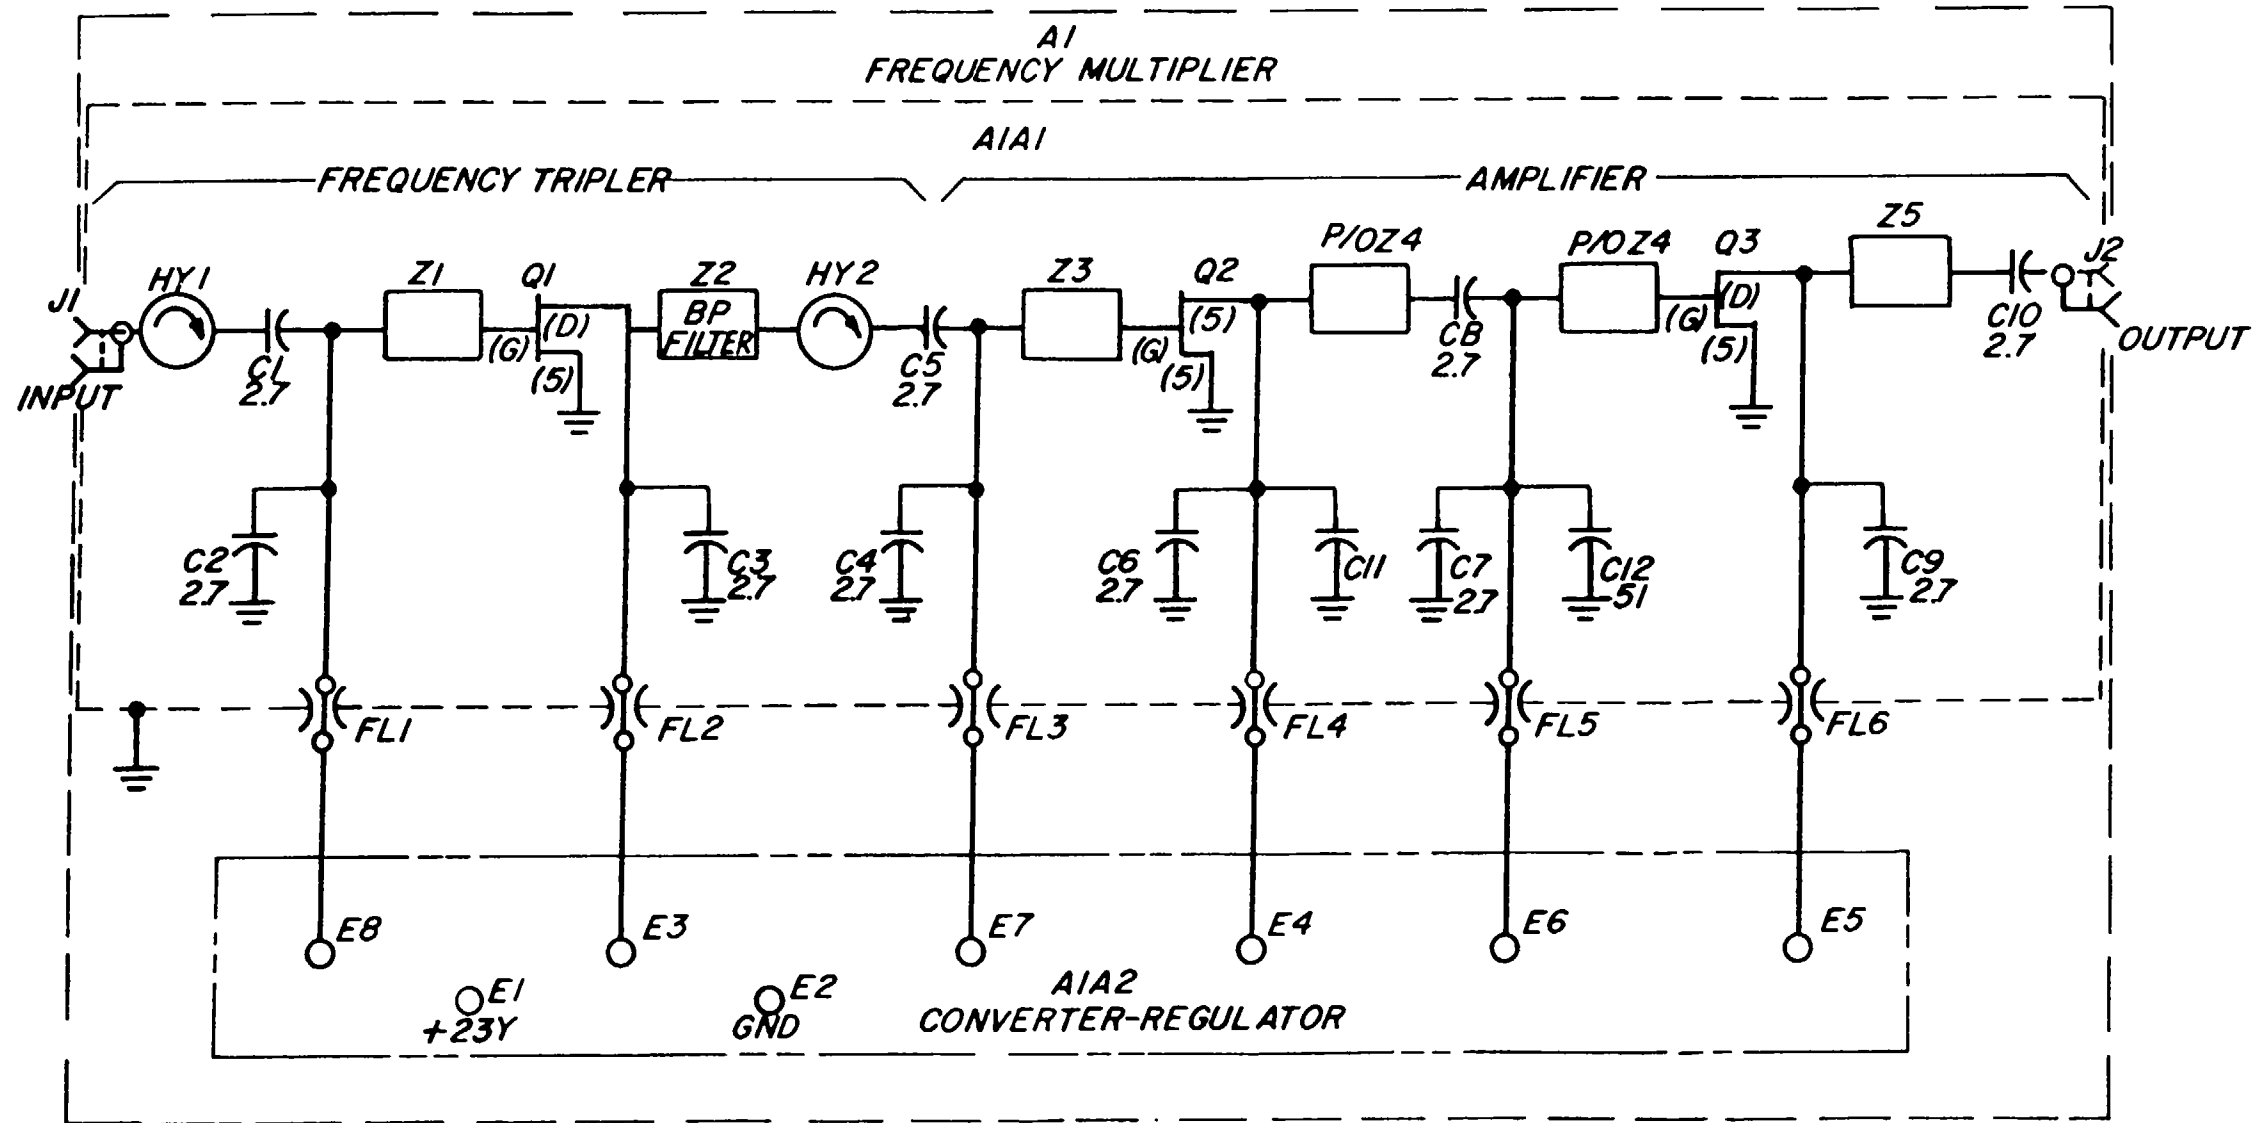 A1
FREQUENCY MULTIPLIER
A1A1
FREQUENCY TRIPLER
AMPLIFIER
J1
INPUT
HY1
C1
2.7
Z1
(G)
Q1
(D)
(5)
Z2
BP
FILTER
HY2
C5
2.7
Z3
(G)
Q2
(5)
(5)
P/OZ4
C8
2.7
P/OZ4
(G)
Q3
(D)
(5)
Z5
C10
2.7
J2
OUTPUT
C2
2.7
C3
2.7
C4
2.7
C6
2.7
C11
C7
2.7
C12
51
C9
2.7
FL1
FL2
FL3
FL4
FL5
FL6
E8
E3
E7
E4
E6
E5
E1
+23Y
E2
GND
A1A2
CONVERTER-REGULATOR